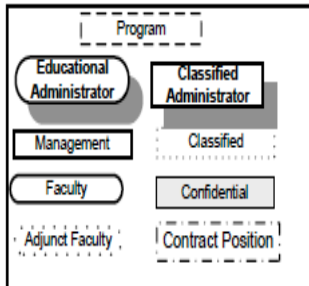 Program
Educational
Administrator
Classified
Administrator
Management
Classified
Faculty
Confidential
Adjunct Faculty
Contract Position